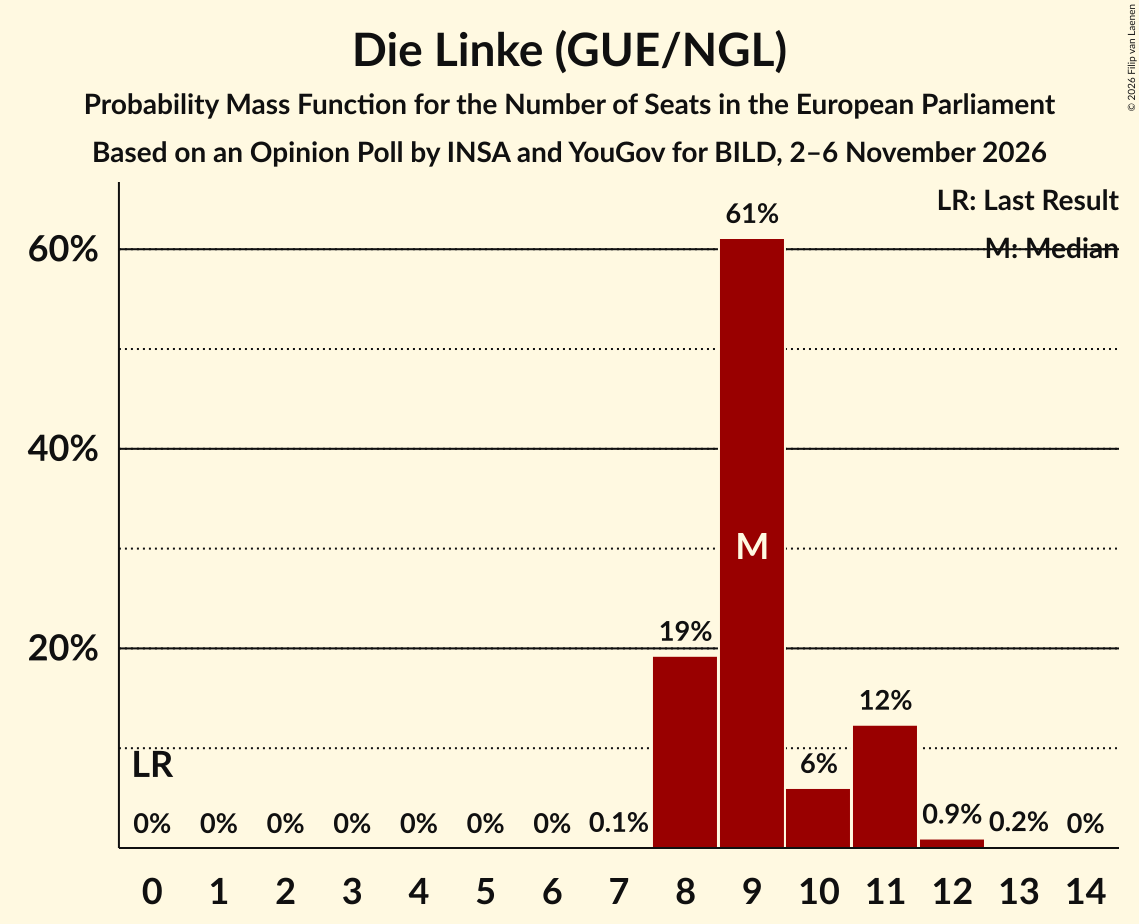 Die Linke (GUE/NGL)
Probability Mass Function for the Number of Seats in the European Parliament
Based on an Opinion Poll by INSA and YouGov for BILD, 2–6 November 2026
© 2026 Filip van Laenen
LR: Last Result
M: Median
60%
40%
20%
61%
M
19%
12%
6%
LR
0% 0% 0% 0% 0% 0% 0% 0.1% 0.9% 0.2% 0%
0 1 2 3 4 5 6 7 8 9 10 11 12 13 14